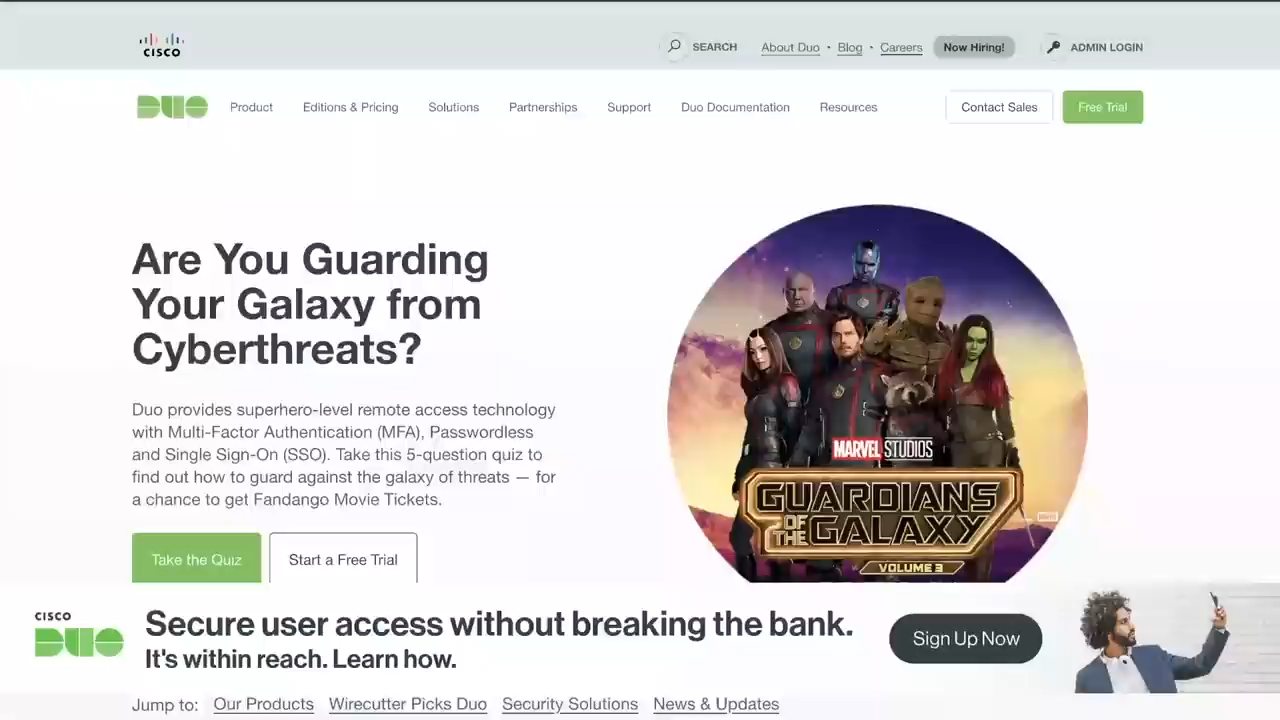 CISCO
SEARCH
About Duo • Blog • Careers
Now Hiring!
ADMIN LOGIN
DUO
Product
Editions & Pricing
Solutions
Partnerships
Support
Duo Documentation
Resources
Contact Sales
Free Trial
Are You Guarding
Your Galaxy from
Cyberthreats?
Duo provides superhero-level remote access technology
with Multi-Factor Authentication (MFA), Passwordless
and Single Sign-On (SSO). Take this 5-question quiz to
find out how to guard against the galaxy of threats — for
a chance to get Fandango Movie Tickets.
Take the Quiz
Start a Free Trial
MARVEL STUDIOS
GUARDIANS
OF THE GALAXY
VOLUME 3
CISCO
DUO
Secure user access without breaking the bank.
It's within reach. Learn how.
Sign Up Now
Jump to: Our Products Wirecutter Picks Duo Security Solutions News & Updates